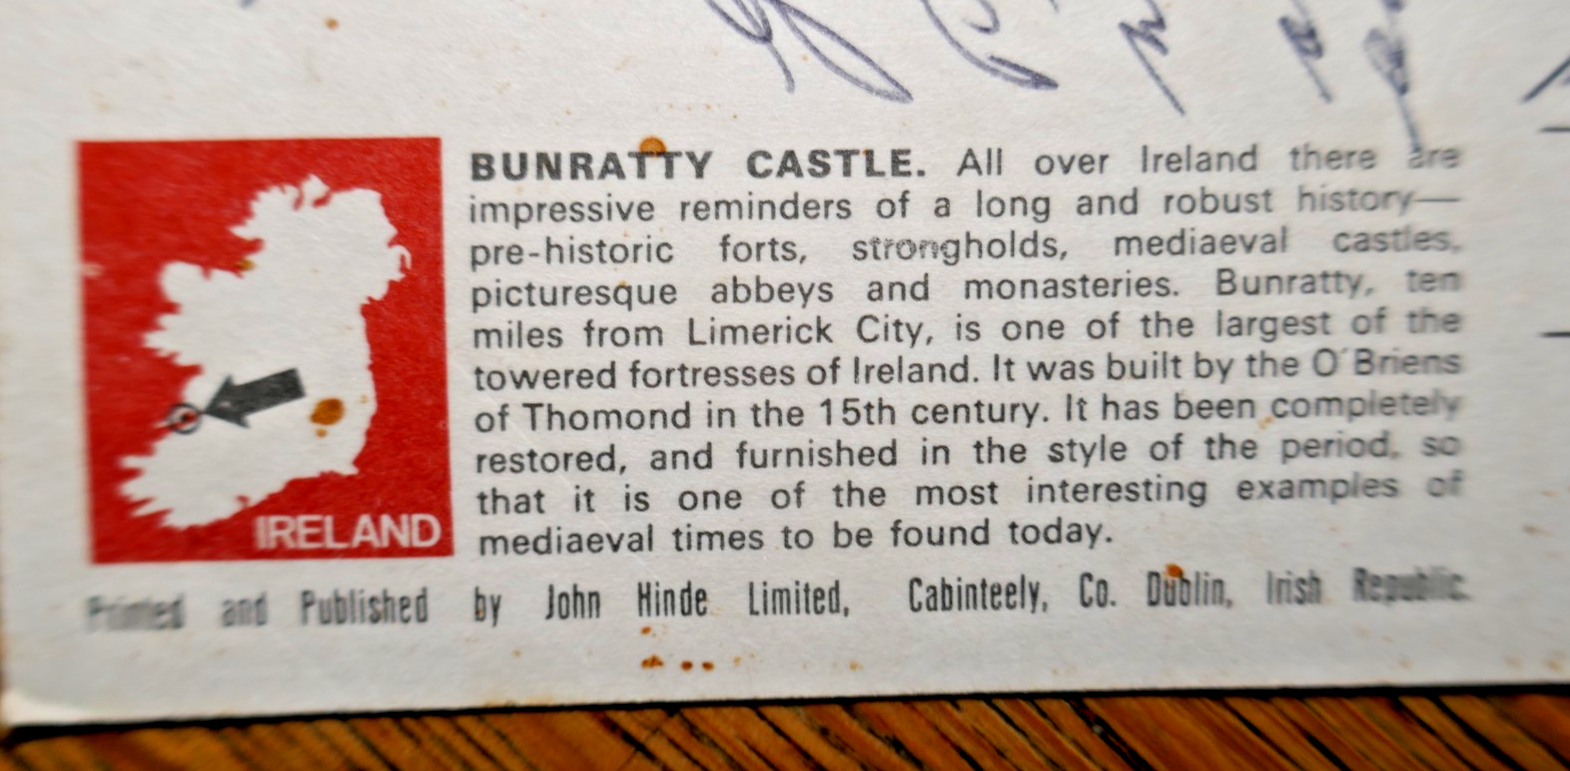 BUNRATTY CASTLE. All over Ireland there are
impressive reminders of a long and robust history—
pre-historic forts, strongholds, mediaeval castles,
picturesque abbeys and monasteries. Bunratty, ten
miles from Limerick City, is one of the largest of the
towered fortresses of Ireland. It was built by the O'Briens
of Thomond in the 15th century. It has been completely
restored, and furnished in the style of the period, so
that it is one of the most interesting examples of
mediaeval times to be found today.
IRELAND
Printed and Published by John Hinde Limited, Cabinteely, Co. Dublin, Irish Republic.